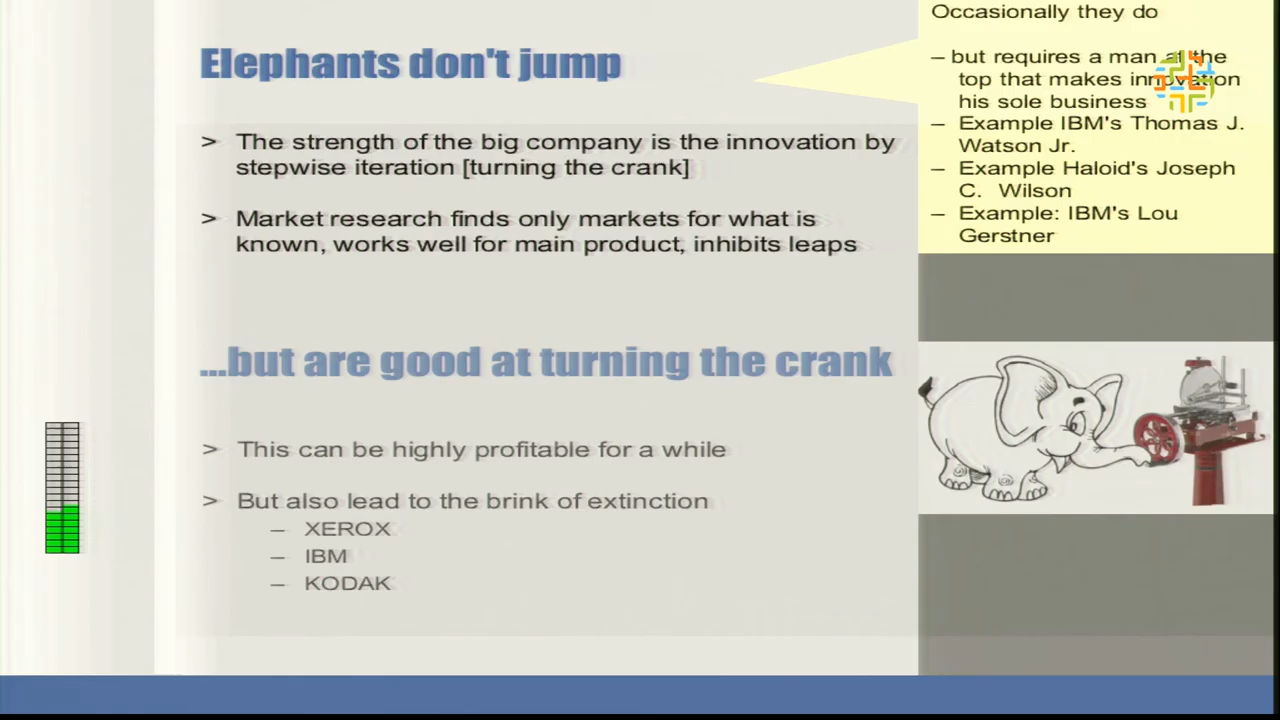 Elephants don't jump
> The strength of the big company is the innovation by
stepwise iteration [turning the crank]
> Market research finds only markets for what is
known, works well for main product, inhibits leaps
...but are good at turning the crank
> This can be highly profitable for a while
> But also lead to the brink of extinction
– XEROX
– IBM
– KODAK
Occasionally they do
– but requires a man at the
top that makes innovation
his sole business
– Example IBM's Thomas J.
Watson Jr.
– Example Haloid's Joseph
C. Wilson
– Example: IBM's Lou
Gerstner